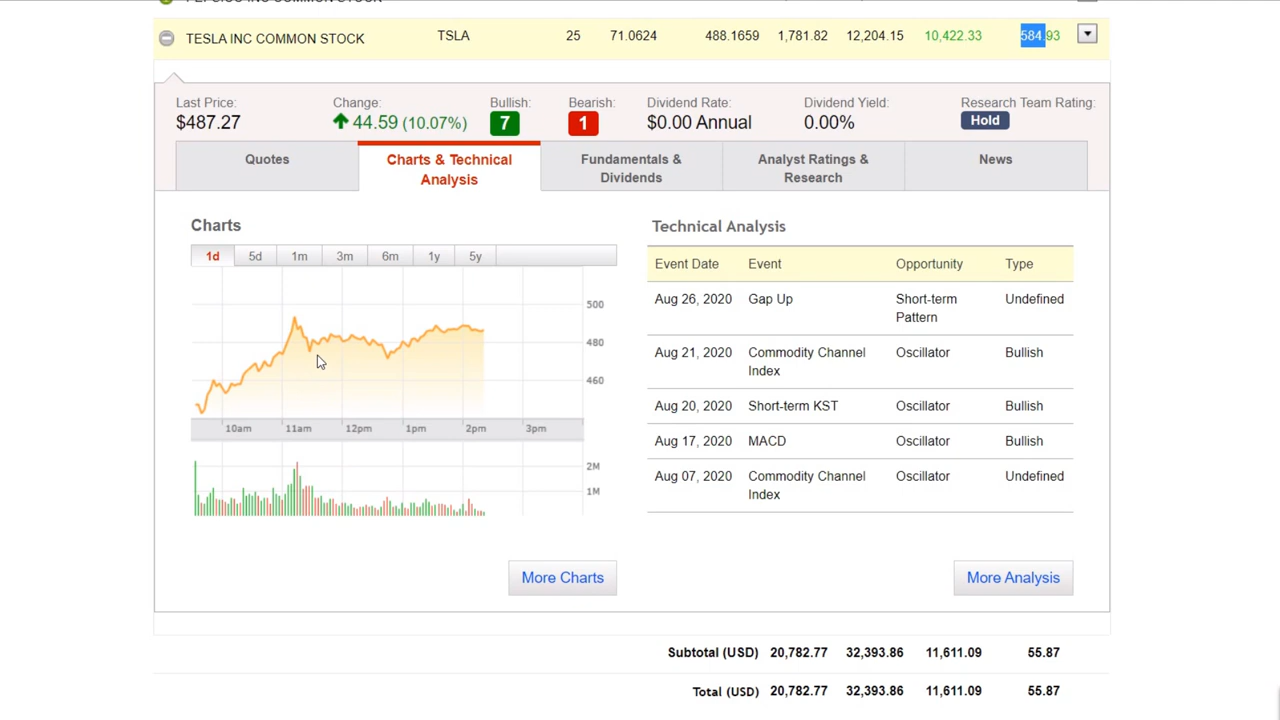 PEPSICO INC COMMON STOCK
TESLA INC COMMON STOCK TSLA 25 71.0624 488.1659 1,781.82 12,204.15 10,422.33 584.93
Last Price: Change: Bullish: Bearish: Dividend Rate: Dividend Yield: Research Team Rating:
$487.27 44.59 (10.07%) 7 1 $0.00 Annual 0.00% Hold
Quotes Charts & Technical Fundamentals & Analyst Ratings & News
Analysis Dividends Research
Charts Technical Analysis
1d 5d 1m 3m 6m 1y 5y
Event Date Event Opportunity Type
500
480
460
10am 11am 12pm 1pm 2pm 3pm
2M
1M
Aug 26, 2020 Gap Up Short-term Undefined
Pattern
Aug 21, 2020 Commodity Channel Oscillator Bullish
Index
Aug 20, 2020 Short-term KST Oscillator Bullish
Aug 17, 2020 MACD Oscillator Bullish
Aug 07, 2020 Commodity Channel Oscillator Undefined
Index
More Charts More Analysis
Subtotal (USD) 20,782.77 32,393.86 11,611.09 55.87
Total (USD) 20,782.77 32,393.86 11,611.09 55.87